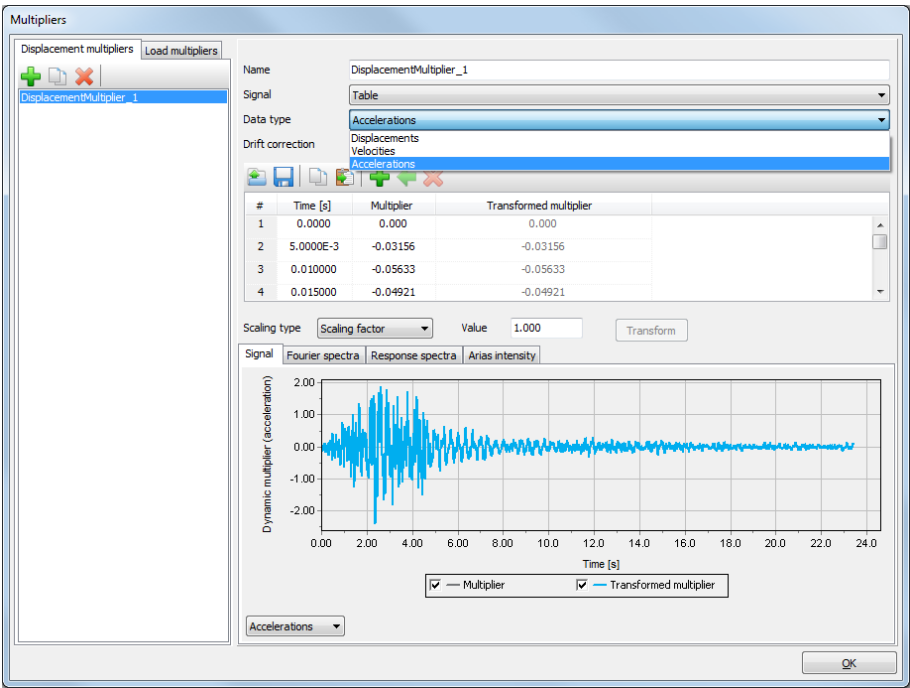 Multipliers
Displacement multipliers Load multipliers
DisplacementMultiplier_1
Name DisplacementMultiplier_1
Signal Table
Data type Accelerations
Displacements
Drift correction
Velocities
Accelerations
# Time [s] Multiplier Transformed multiplier
1 0.0000 0.000 0.000
2 5.0000E-3 -0.03156 -0.03156
3 0.010000 -0.05633 -0.05633
4 0.015000 -0.04921 -0.04921
Scaling type Scaling factor Value 1.000 Transform
Signal Fourier spectra Response spectra Arias intensity
Dynamic multiplier (acceleration)
2.00
1.00
0.00
-1.00
-2.00
0.00 2.00 4.00 6.00 8.00 10.0 12.0 14.0 16.0 18.0 20.0 22.0 24.0
Time [s]
Multiplier Transformed multiplier
Accelerations
OK